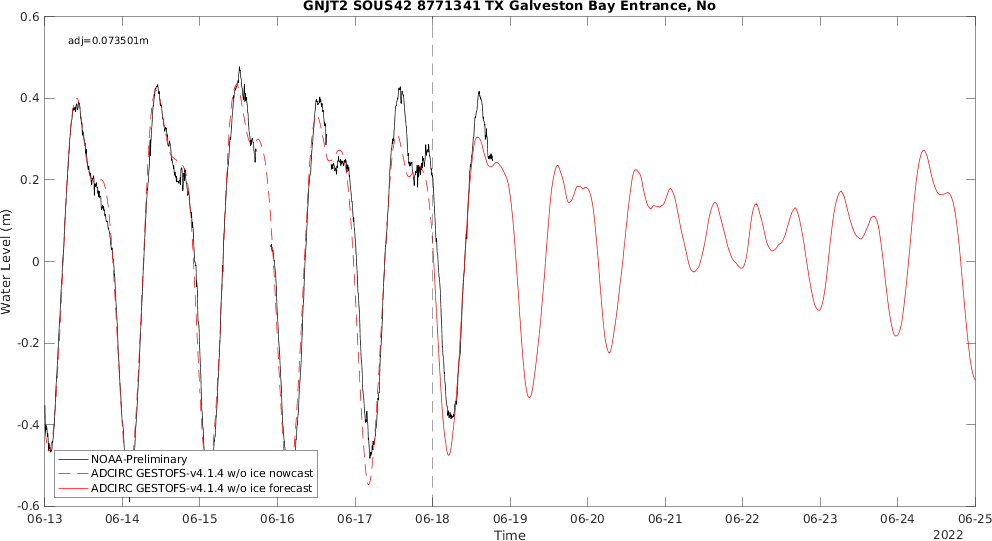 GNJT2 SOUS42 8771341 TX Galveston Bay Entrance, No
adj=0.073501m
0.6
0.4
0.2
0
-0.2
-0.4
-0.6
Water Level (m)
NOAA-Preliminary
ADCIRC GESTOFS-v4.1.4 w/o ice nowcast
ADCIRC GESTOFS-v4.1.4 w/o ice forecast
06-13 06-14 06-15 06-16 06-17 06-18 06-19 06-20 06-21 06-22 06-23 06-24 06-25
Time
2022